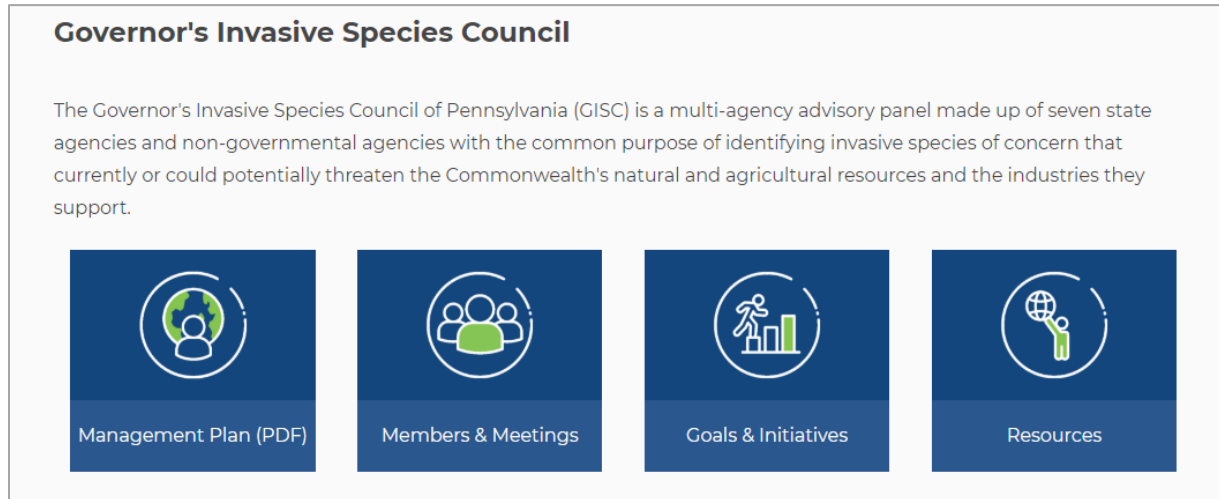 Governor's Invasive Species Council
The Governor's Invasive Species Council of Pennsylvania (GISC) is a multi-agency advisory panel made up of seven state
agencies and non-governmental agencies with the common purpose of identifying invasive species of concern that
currently or could potentially threaten the Commonwealth's natural and agricultural resources and the industries they
support.
Management Plan (PDF)
Members & Meetings
Goals & Initiatives
Resources